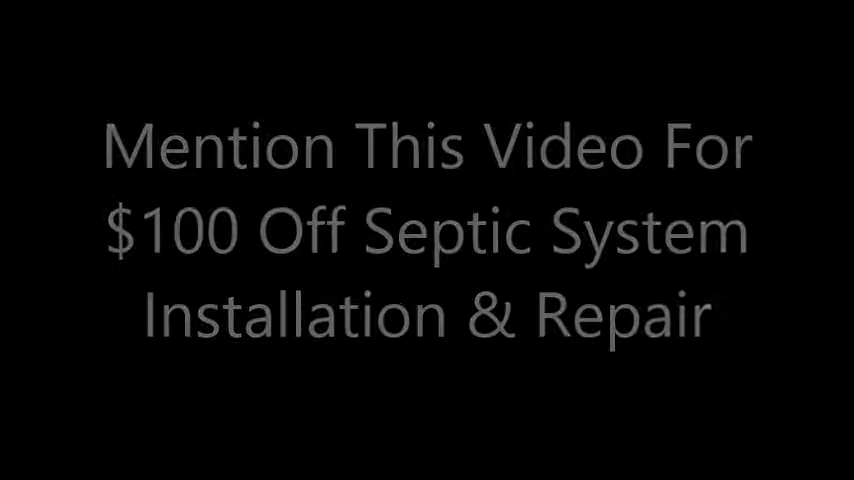 Mention This Video For
$100 Off Septic System
Installation & Repair